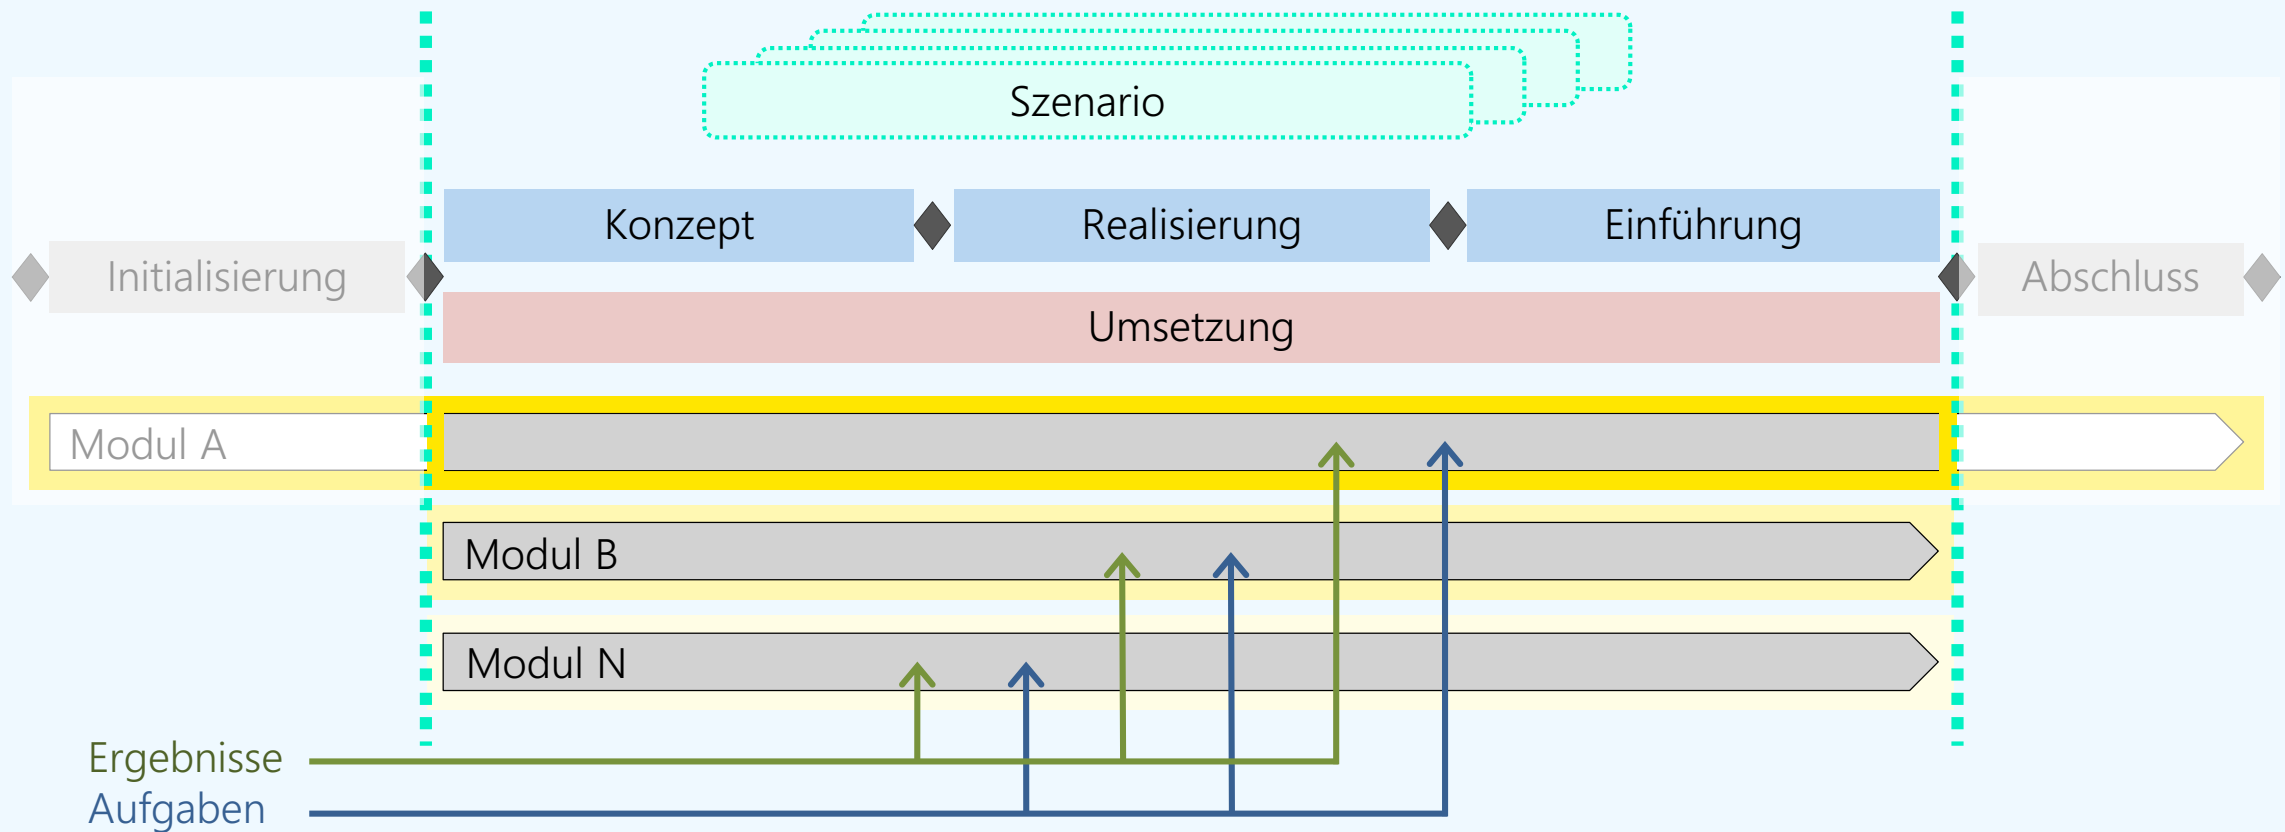 Szenario
Konzept
Realisierung
Einführung
Initialisierung
Abschluss
Umsetzung
Modul A
Modul B
Modul N
Ergebnisse
Aufgaben